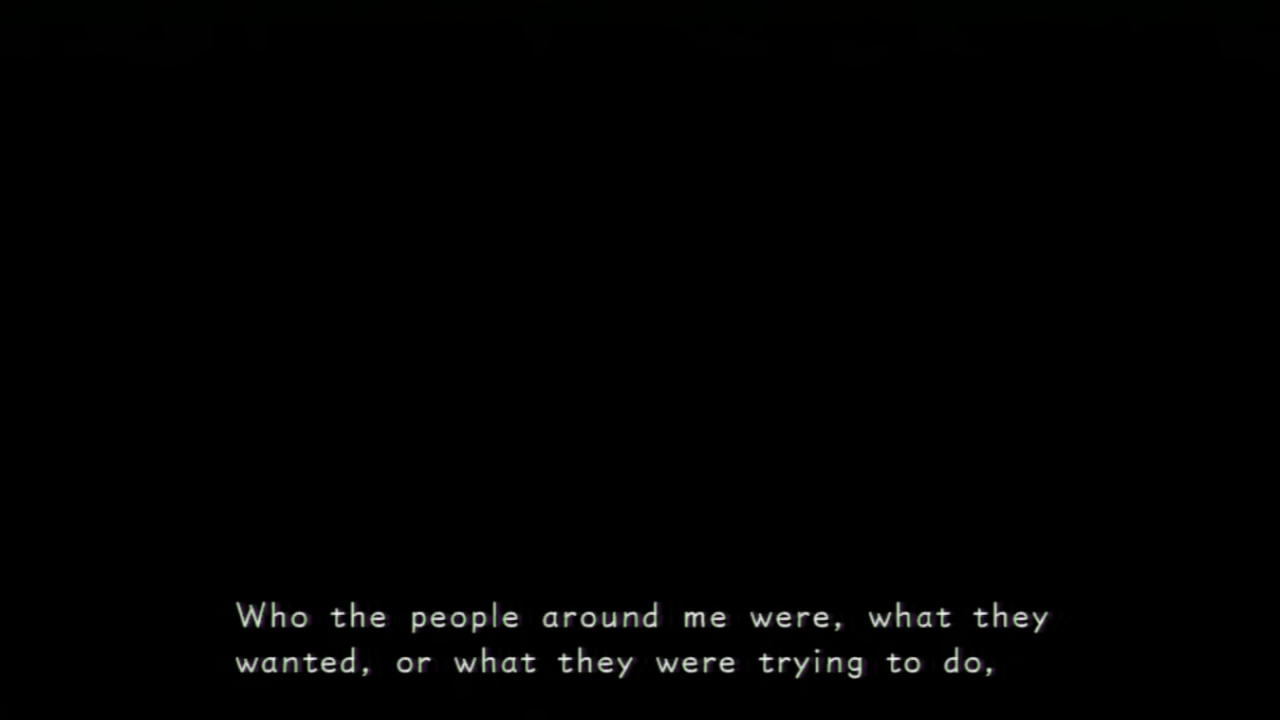 Who the people around me were, what they
wanted, or what they were trying to do,